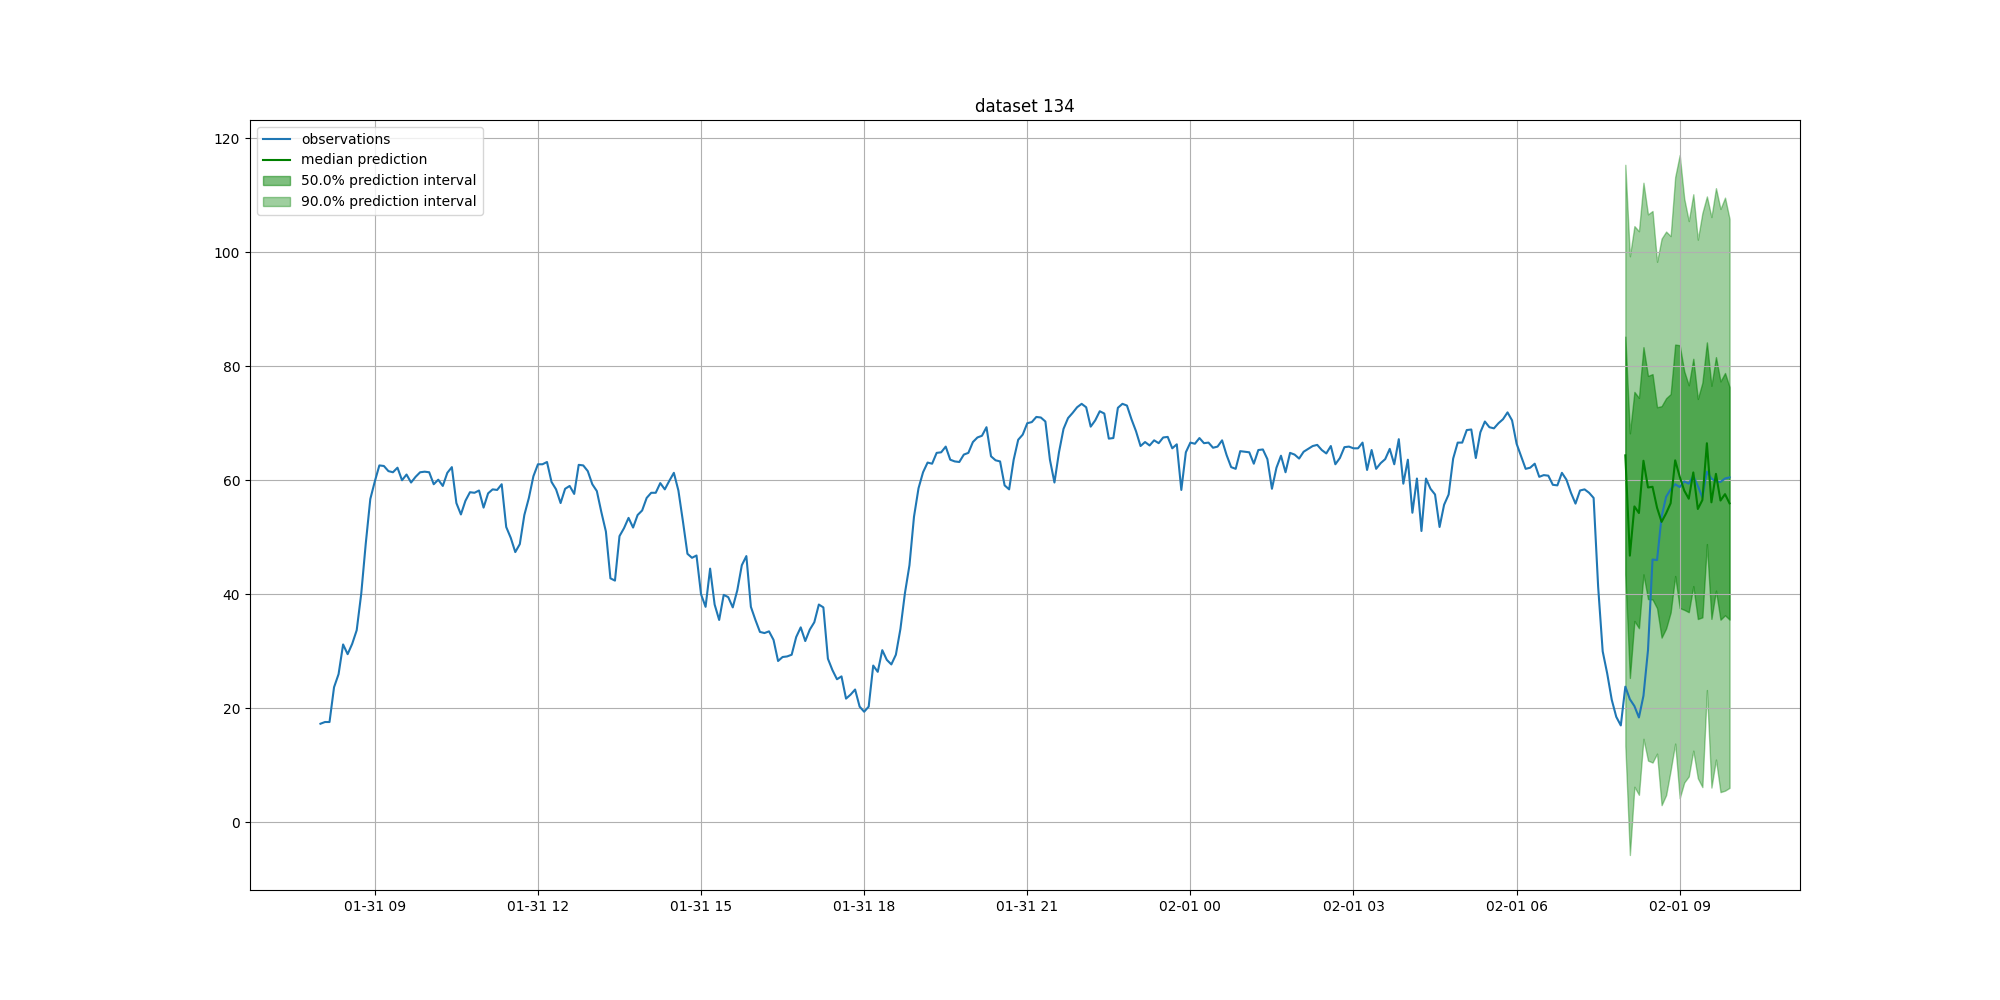 dataset 134
observations
median prediction
50.0% prediction interval
90.0% prediction interval
120
100
80
60
40
20
0
01-31 09 01-31 12 01-31 15 01-31 18 01-31 21 02-01 00 02-01 03 02-01 06 02-01 09